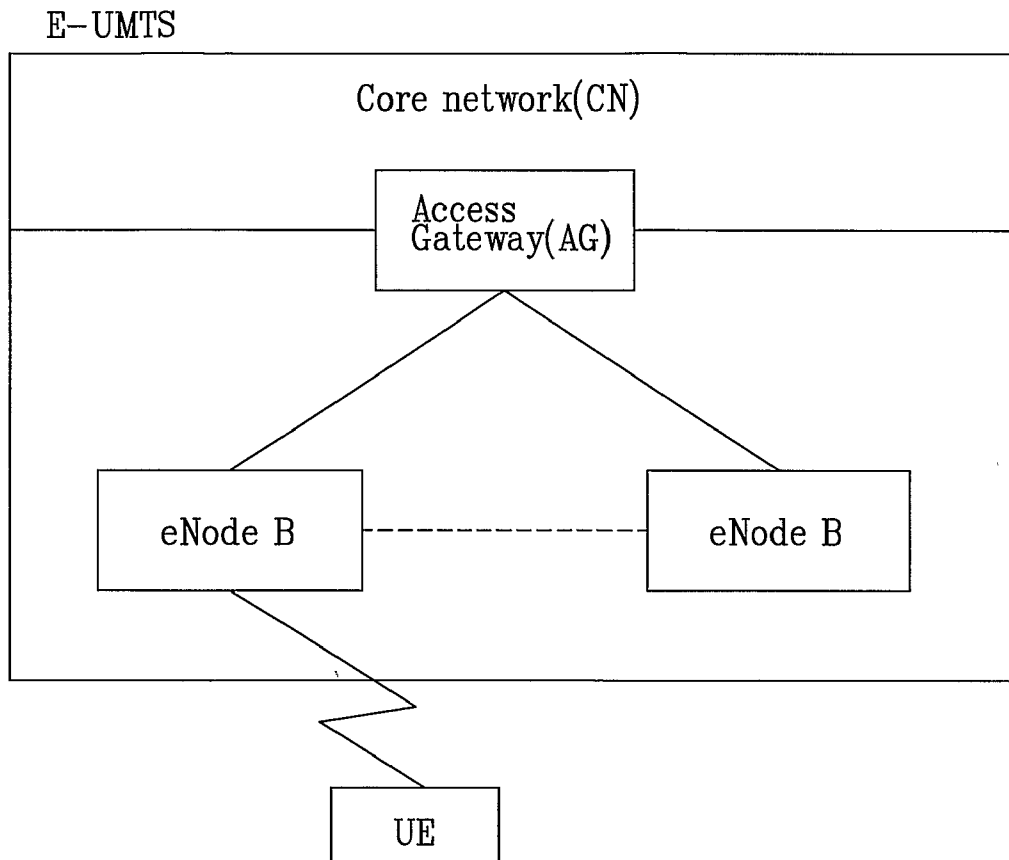 E-UMTS
Core network(CN)
Access
Gateway(AG)
eNode B
eNode B
UE